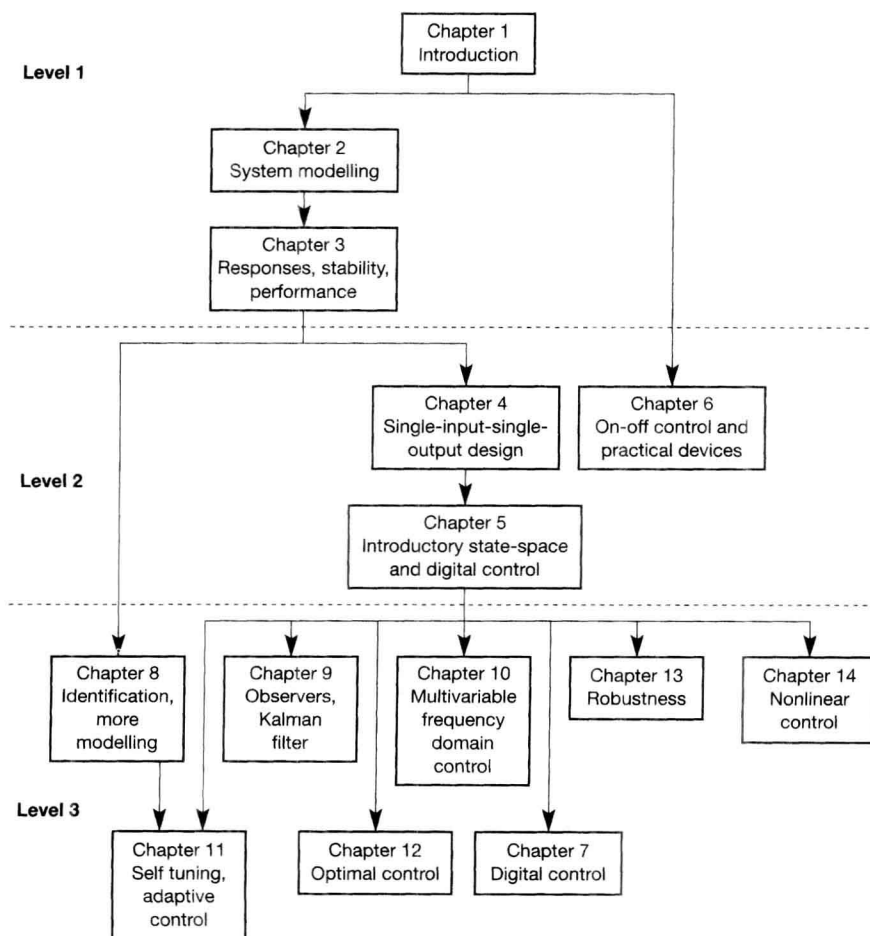 Chapter 1
Introduction
Level 1
Chapter 2
System modelling
Chapter 3
Responses, stability,
performance
Chapter 4
Single-input-single-
output design
Chapter 6
On-off control and
practical devices
Level 2
Chapter 5
Introductory state-space
and digital control
Chapter 8
Identification,
more
modelling
Chapter 9
Observers,
Kalman
filter
Chapter 10
Multivariable
frequency
domain
control
Chapter 13
Robustness
Chapter 14
Nonlinear
control
Level 3
Chapter 11
Self tuning,
adaptive
control
Chapter 12
Optimal control
Chapter 7
Digital control